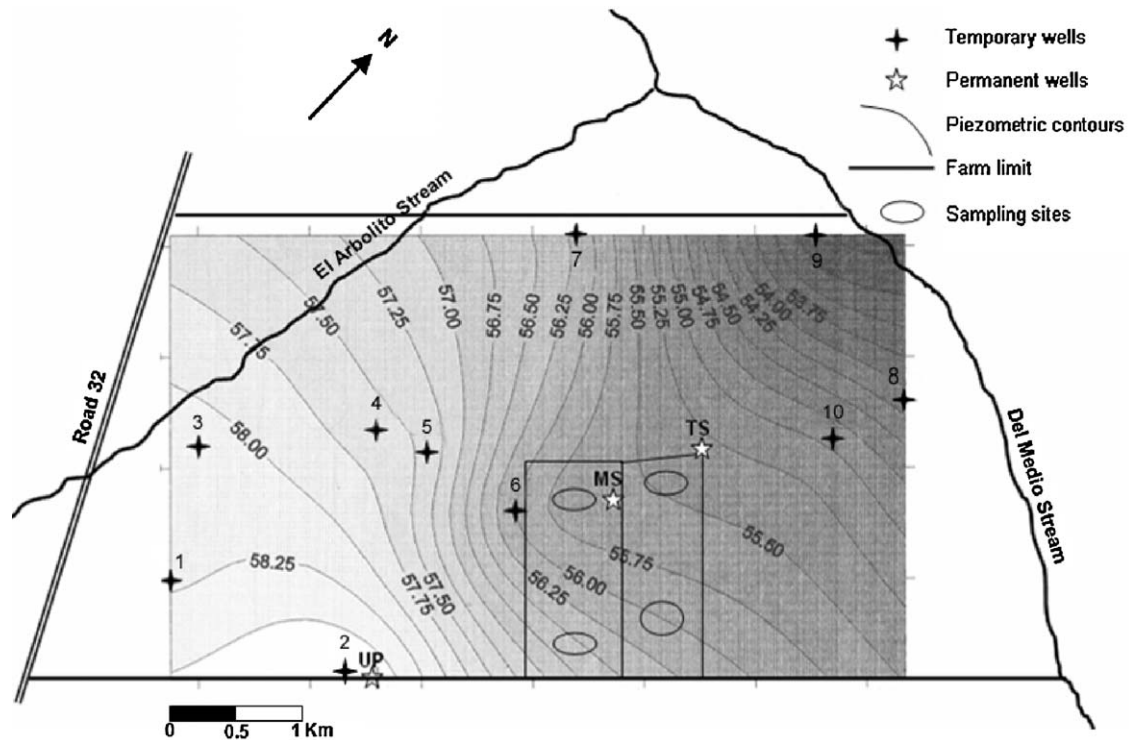 N
Temporary wells
Permanent wells
Piezometric contours
Farm limit
Sampling sites
El Arbolito Stream
Road 32
Del Medio Stream
7
9
57.75
57.50
57.25
57.00
56.75
56.50
56.25
56.00
55.75
55.50
55.25
55.00
54.75
54.50
54.25
54.00
53.75
8
3
4
5
10
TS
58.00
6
MS
55.50
1
58.25
57.75
57.50
56.25
56.00
55.75
2
UP
0
0.5
1 Km